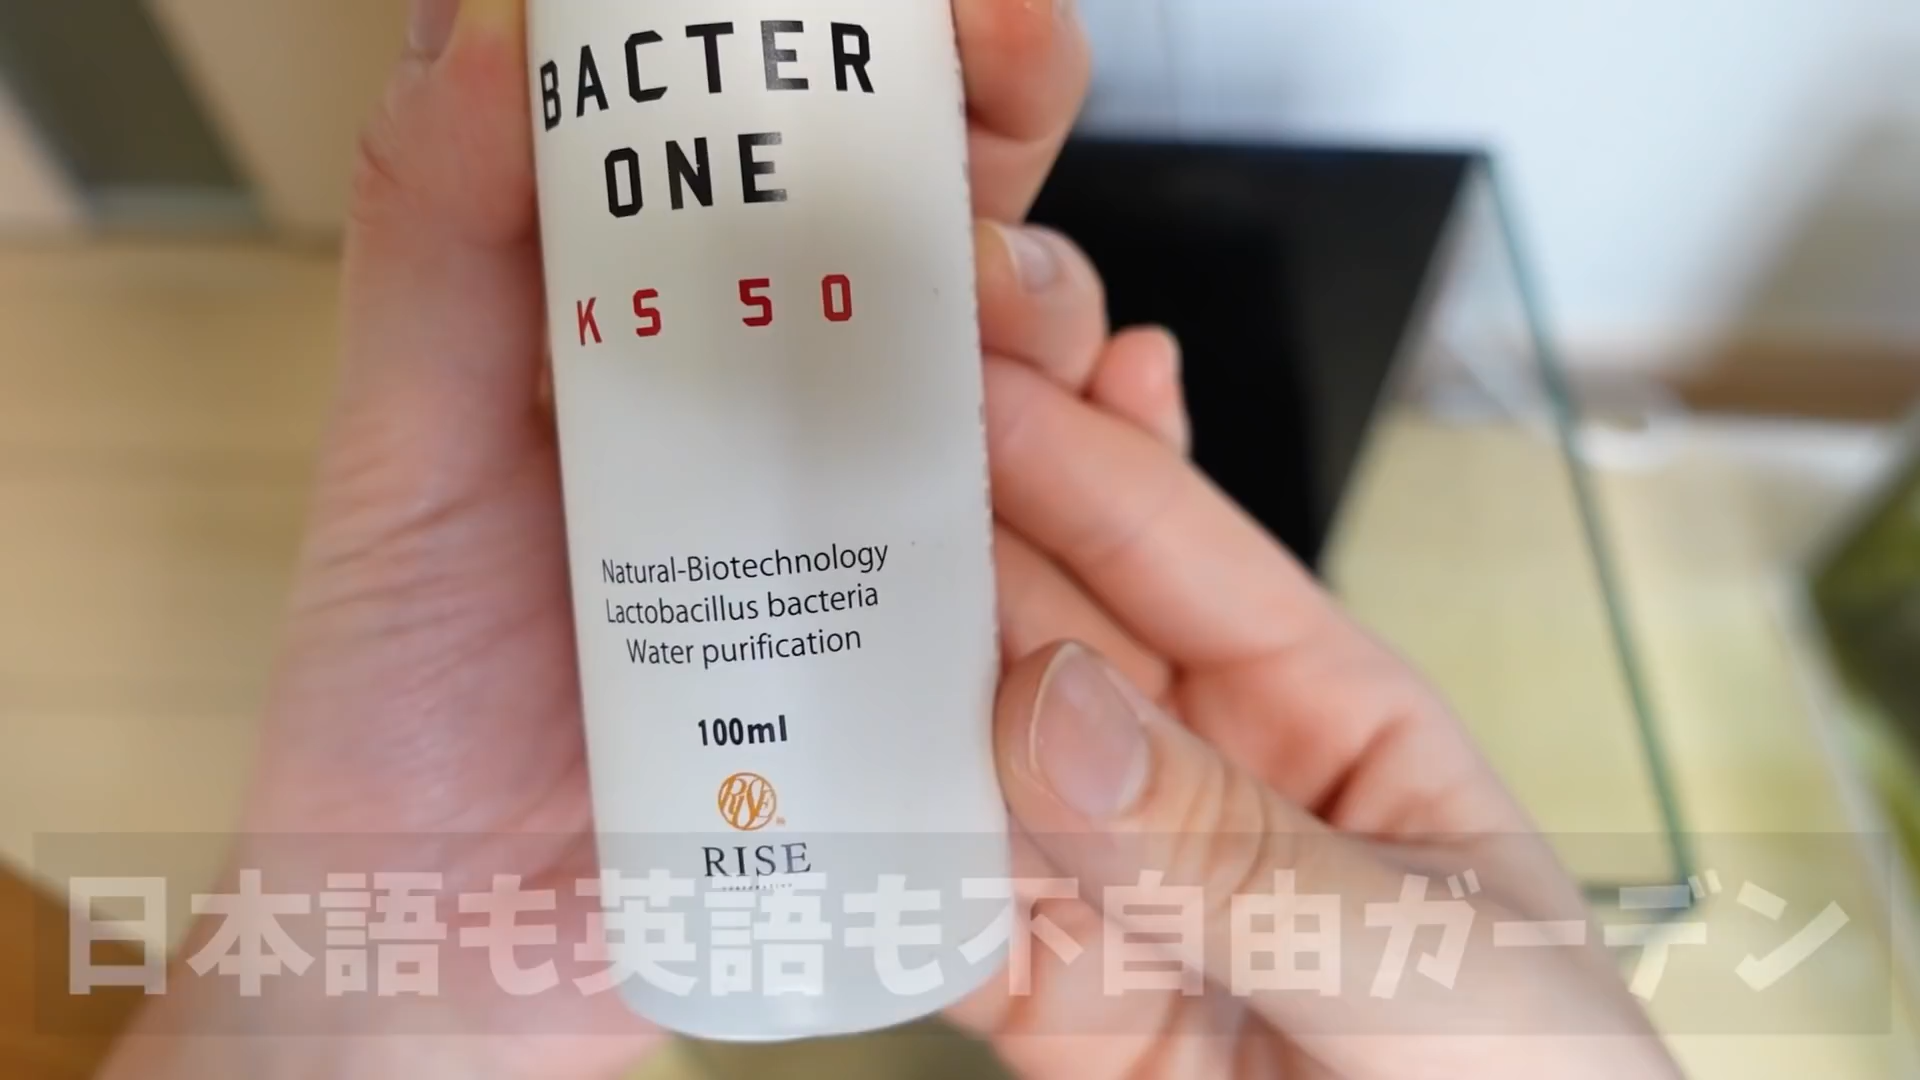 BACTER
ONE
KS 50
Natural-Biotechnology
Lactobacillus bacteria
Water purification
100ml
RISE
RISE
日本語も英語も不自由ガーデン